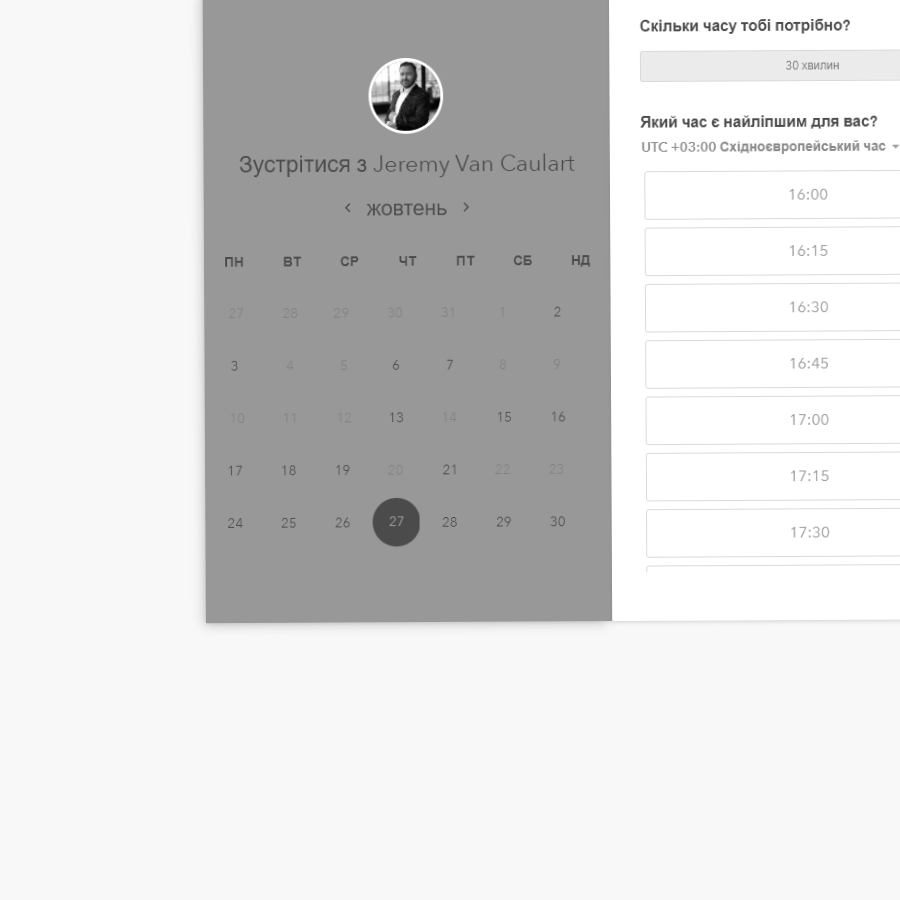 Зустрітися з Jeremy Van Caulart
‹ жовтень ›
ПН ВТ СР ЧТ ПТ СБ НД
27 28 29 30 31 1 2
3 4 5 6 7 8 9
10 11 12 13 14 15 16
17 18 19 20 21 22 23
24 25 26 27 28 29 30
Скільки часу тобі потрібно?
30 хвилин
Який час є найліпшим для вас?
UTC +03:00 Східноєвропейський час
16:00
16:15
16:30
16:45
17:00
17:15
17:30